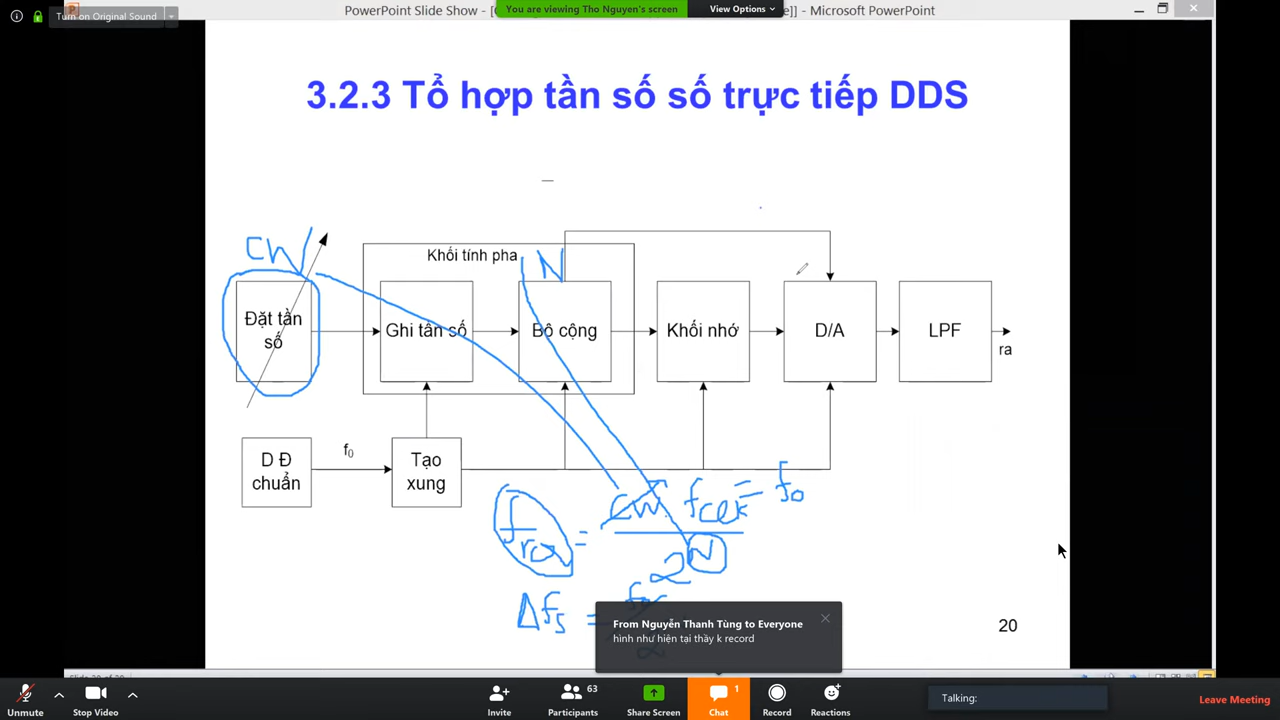 Turn on Original Sound
PowerPoint Slide Show - [
You are viewing Tho Nguyen's screen
View Options
]] - Microsoft PowerPoint
3.2.3 Tổ hợp tần số số trực tiếp DDS
CW
Khối tính pha
N
Đặt tần
số
Ghi tần số
Bộ cộng
Khối nhớ
D/A
LPF
ra
D Đ
chuẩn
f0
Tạo
xung
f ra = CW f clk = f0
2 N
Δfs =
From Nguyễn Thanh Tùng to Everyone
hình như hiện tại thầy k record
20
Unmute
Stop Video
Invite
63
Participants
Share Screen
1
Chat
Record
Reactions
Talking:
Leave Meeting